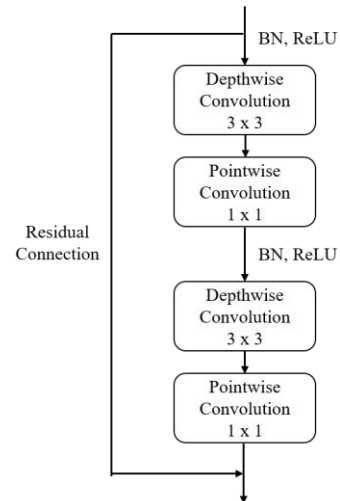 BN, ReLU
Depthwise
Convolution
3 x 3
Pointwise
Convolution
1 x 1
Residual
Connection
BN, ReLU
Depthwise
Convolution
3 x 3
Pointwise
Convolution
1 x 1